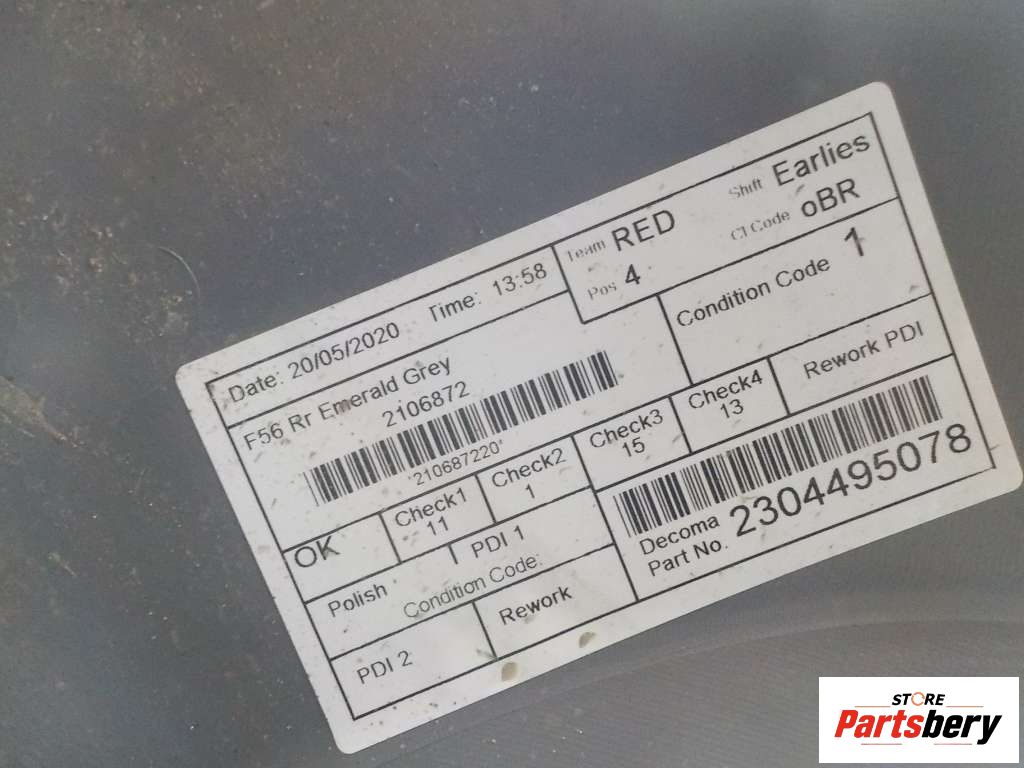 Date: 20/05/2020 Time: 13:58
Team RED Shift Earlies
Pos 4 CI Code oBR
F56 Rr Emerald Grey
2106872
*210687220*
Condition Code 1
OK
Check1
11
Check2
1
Check3
15
Check4
13
Rework PDI
Polish
PDI 1
Condition Code:
PDI 2
Rework
Decoma
Part No. 2304495078
STORE
Partsbery